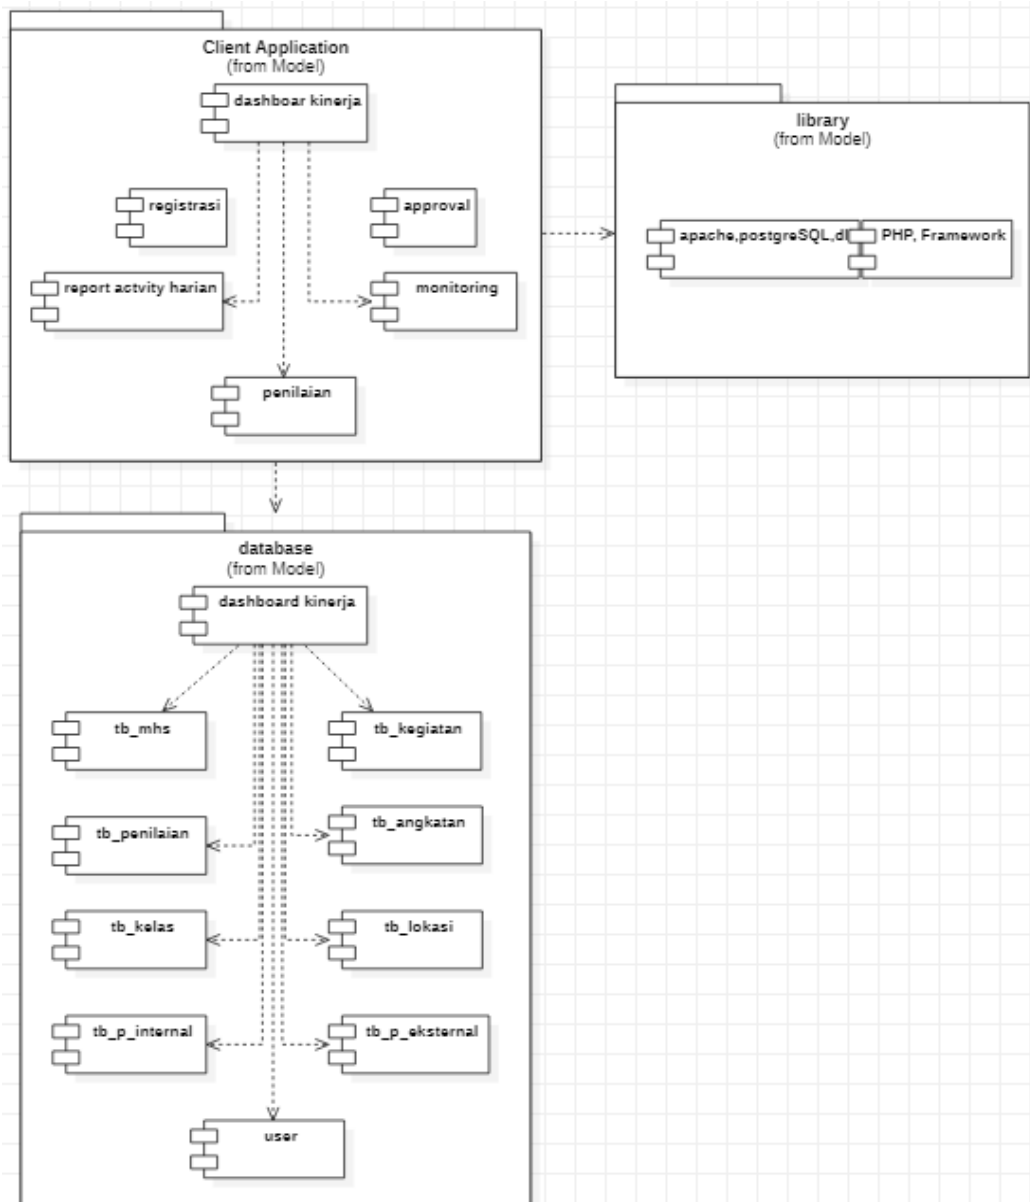 Client Application
(from Model)
dashboar kinerja
registrasi
approval
report actvity harian
monitoring
penilaian
library
(from Model)
apache,postgreSQL,dl
PHP, Framework
database
(from Model)
dashboard kinerja
tb_mhs
tb_kegiatan
tb_penilaian
tb_angkatan
tb_kelas
tb_lokasi
tb_p_internal
tb_p_eksternal
user